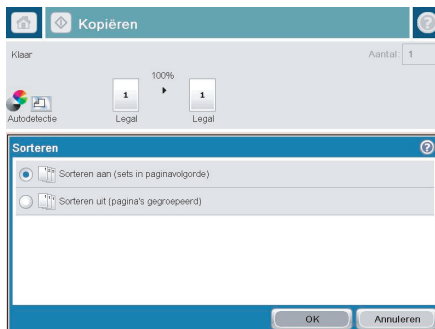 Kopiëren
Klaar
Aantal: 1
100%
1
1
Autodetectie
Legal
Legal
Sorteren
Sorteren aan (sets in paginavolgorde)
Sorteren uit (pagina's gegroepeerd)
OK
Annuleren